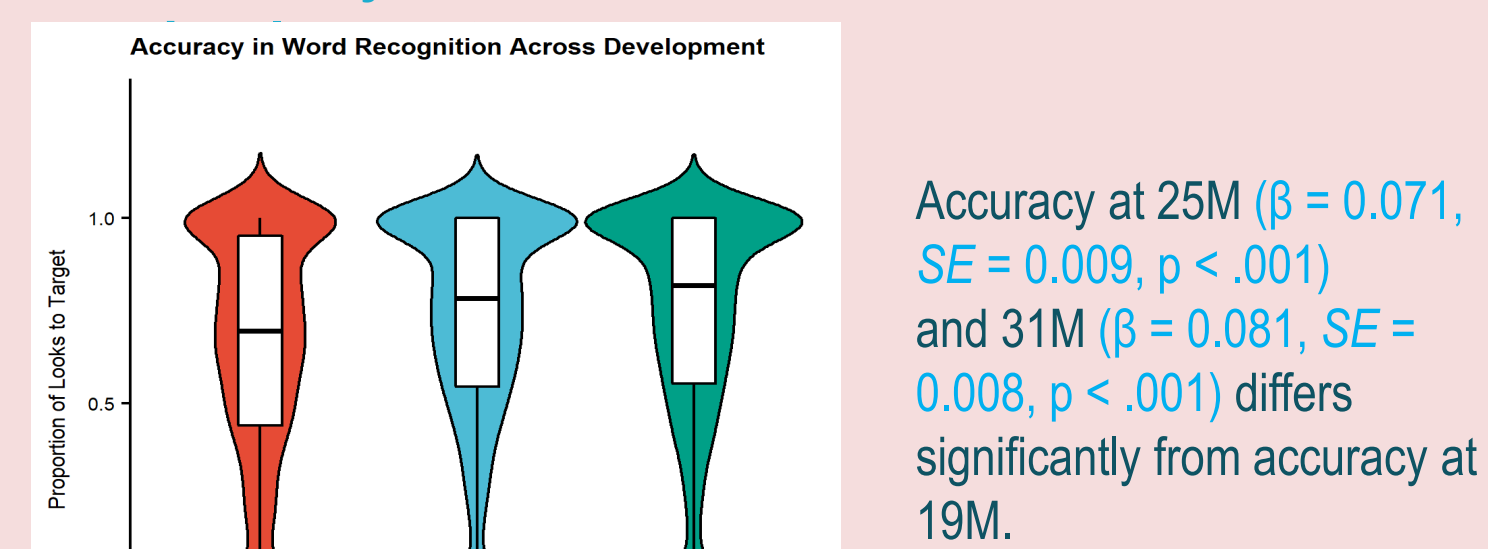 Accuracy in Word Recognition Across Development
1.0
0.5
Proportion of Looks to Target
Accuracy at 25M (β = 0.071,
SE = 0.009, p < .001)
and 31M (β = 0.081, SE =
0.008, p < .001) differs
significantly from accuracy at
19M.